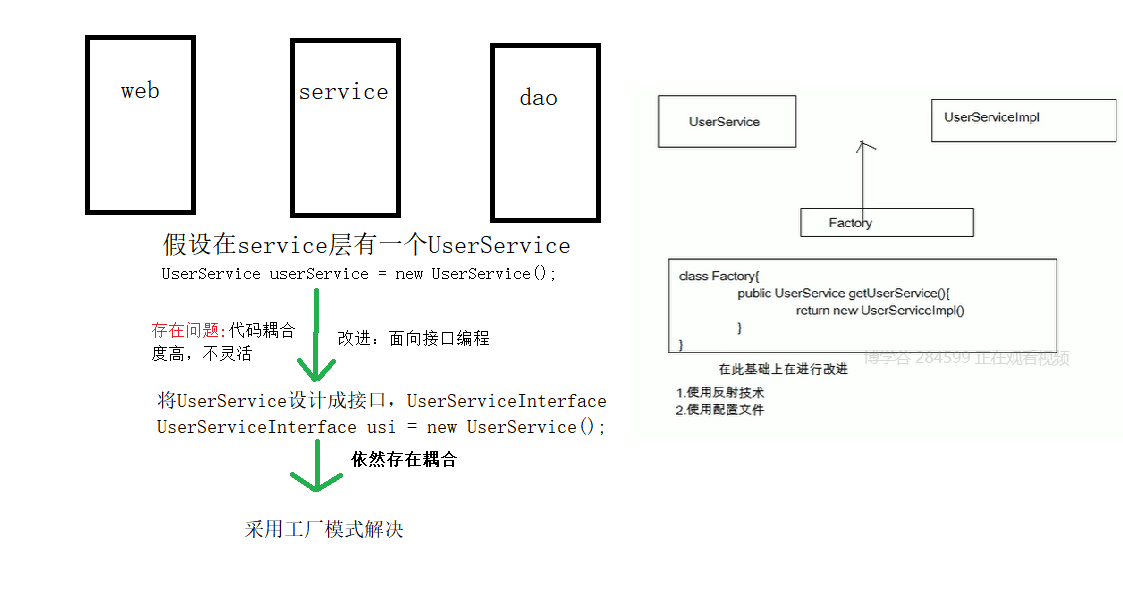 web
service
dao
假设在service层有一个UserService
UserService userService = new UserService();
存在问题:代码耦合
度高，不灵活
改进：面向接口编程
将UserService设计成接口，UserServiceInterface
UserServiceInterface usi = new UserService();
依然存在耦合
采用工厂模式解决
UserService
UserServiceImpl
Factory
class Factory{
public UserService getUserService(){
return new UserServiceImpl()
}
}
博学谷 284599 正在观看视频
在此基础上在进行改进
1.使用反射技术
2.使用配置文件